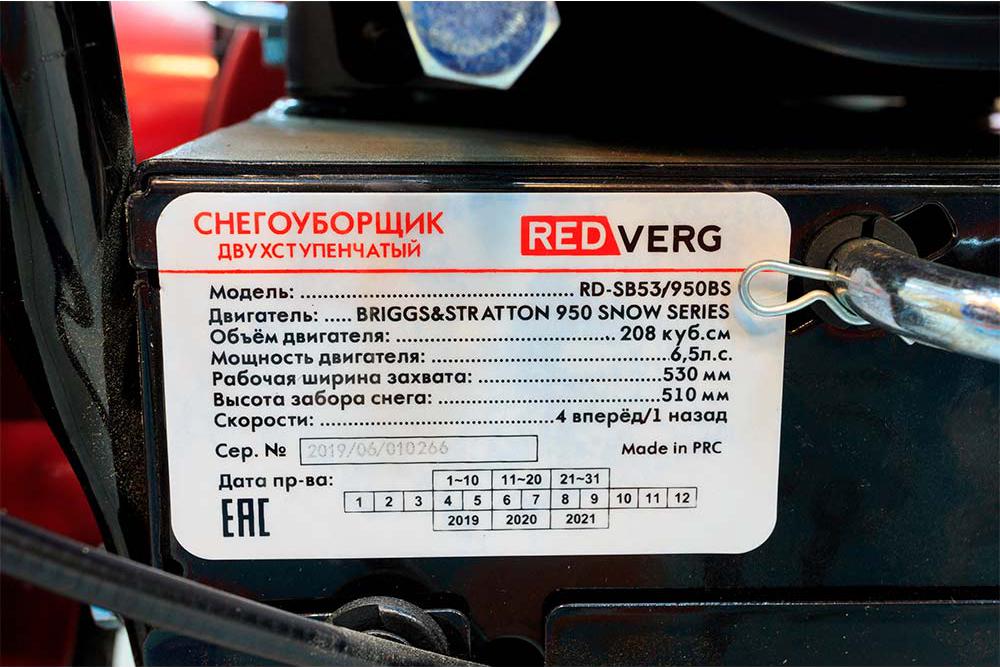 СНЕГОУБОРЩИК
ДВУХСТУПЕНЧАТЫЙ
REDVERG
Модель: ............................................ RD-SB53/950BS
Двигатель: ..... BRIGGS&STRATTON 950 SNOW SERIES
Объём двигателя: ................................... 208 куб.см
Мощность двигателя: ......................................6,5л.с.
Рабочая ширина захвата: .............................530 мм
Высота забора снега: ....................................510 мм
Скорости: .....................................4 вперёд/1 назад
Сер. № 2019/06/010266 Made in PRC
Дата пр-ва: 1~10 11~20 21~31
1 2 3 4 5 6 7 8 9 10 11 12
EAC 2019 2020 2021